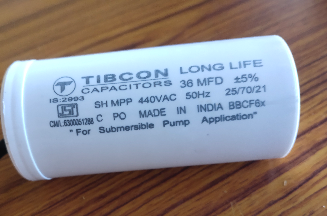 TIBCON LONG LIFE
CAPACITORS 36 MFD ±5%
IS:2993 SH MPP 440VAC 50Hz 25/70/21
CM/L:6300051288 C PO MADE IN INDIA BBCF6x
"For Submersible Pump Application"